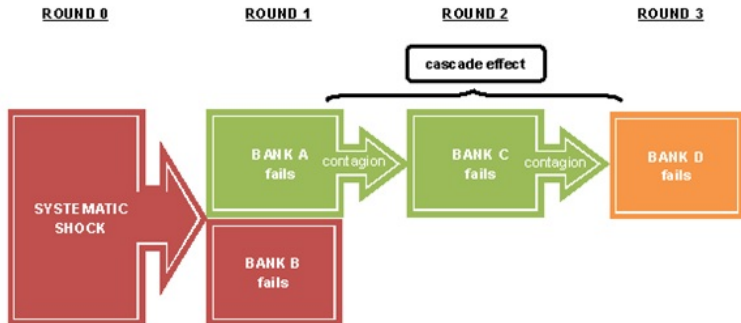 ROUND 0
ROUND 1
ROUND 2
ROUND 3
cascade effect
SYSTEMATIC
SHOCK
BANK A
fails
contagion
BANK B
fails
BANK C
fails
contagion
BANK D
fails